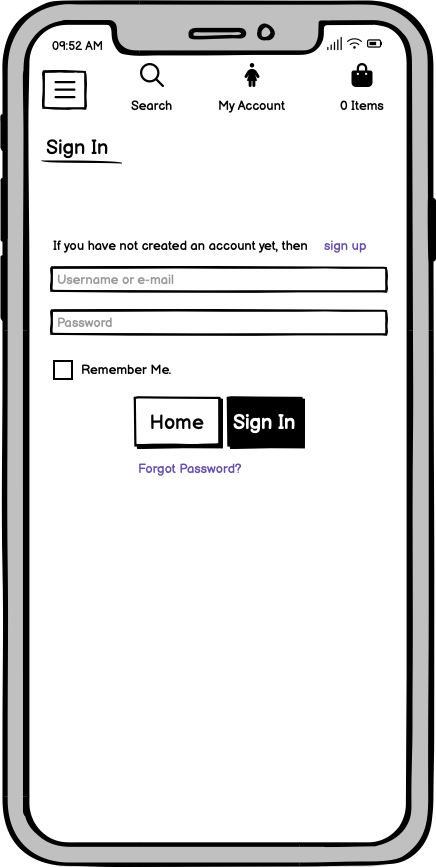 09:52 AM
Search My Account 0 Items
Sign In
If you have not created an account yet, then sign up
Username or e-mail
Password
Remember Me.
Home Sign In
Forgot Password?